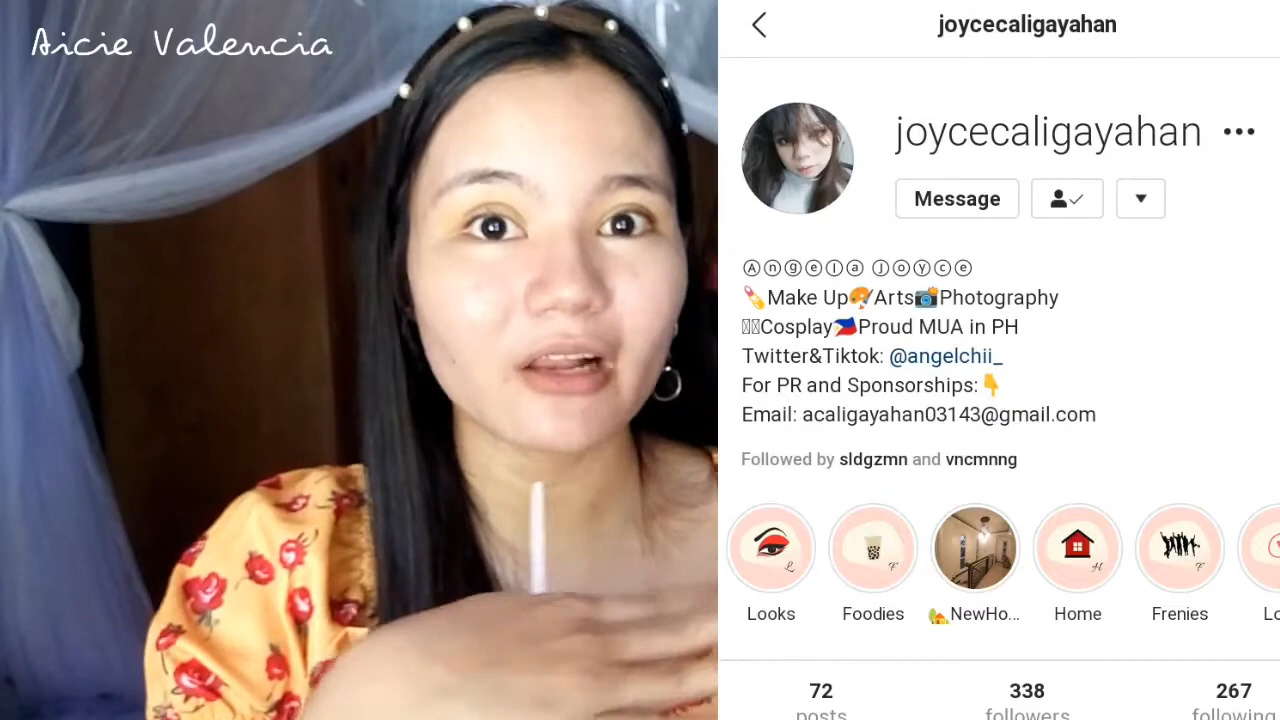 Aicie Valencia
joycecaligayahan
joycecaligayahan
Message
Ⓐⓝⓖⓔⓛⓐ Ⓙⓞⓨⓒⓔ
💄Make Up🎨Arts📸Photography
Cosplay🇵🇭Proud MUA in PH
Twitter&Tiktok: @angelchii_
For PR and Sponsorships:👇
Email: acaligayahan03143@gmail.com
Followed by sldgzmn and vncmnng
L F H F
Looks Foodies 🏡NewHo... Home Frenies Lo
72 338 267
posts followers following